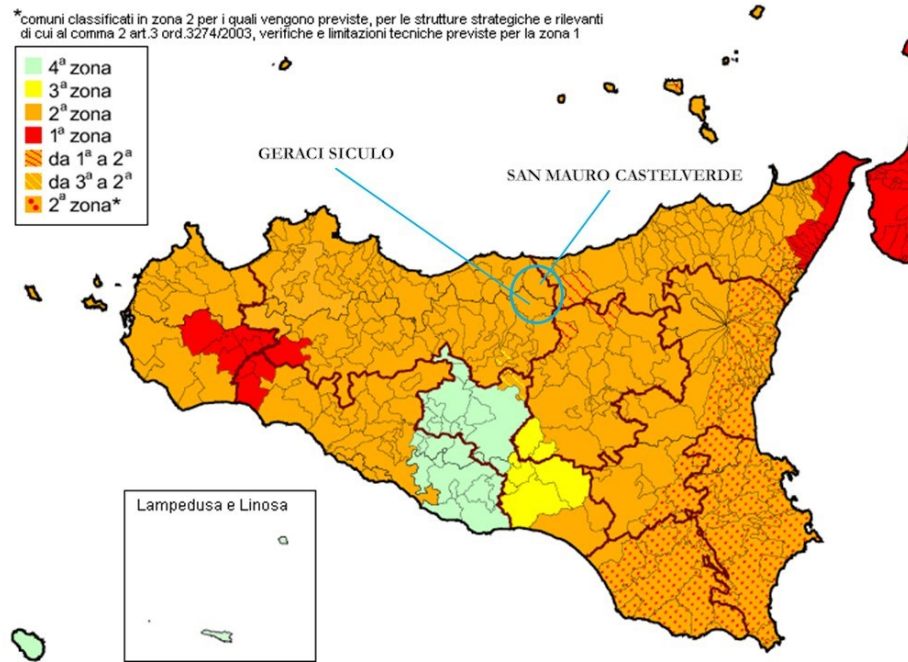 *comuni classificati in zona 2 per i quali vengono previste, per le strutture strategiche e rilevanti
di cui al comma 2 art.3 ord.3274/2003, verifiche e limitazioni tecniche previste per la zona 1
4ª zona
3ª zona
2ª zona
1ª zona
da 1ª a 2ª
da 3ª a 2ª
2ª zona*
GERACI SICULO
SAN MAURO CASTELVERDE
Lampedusa e Linosa